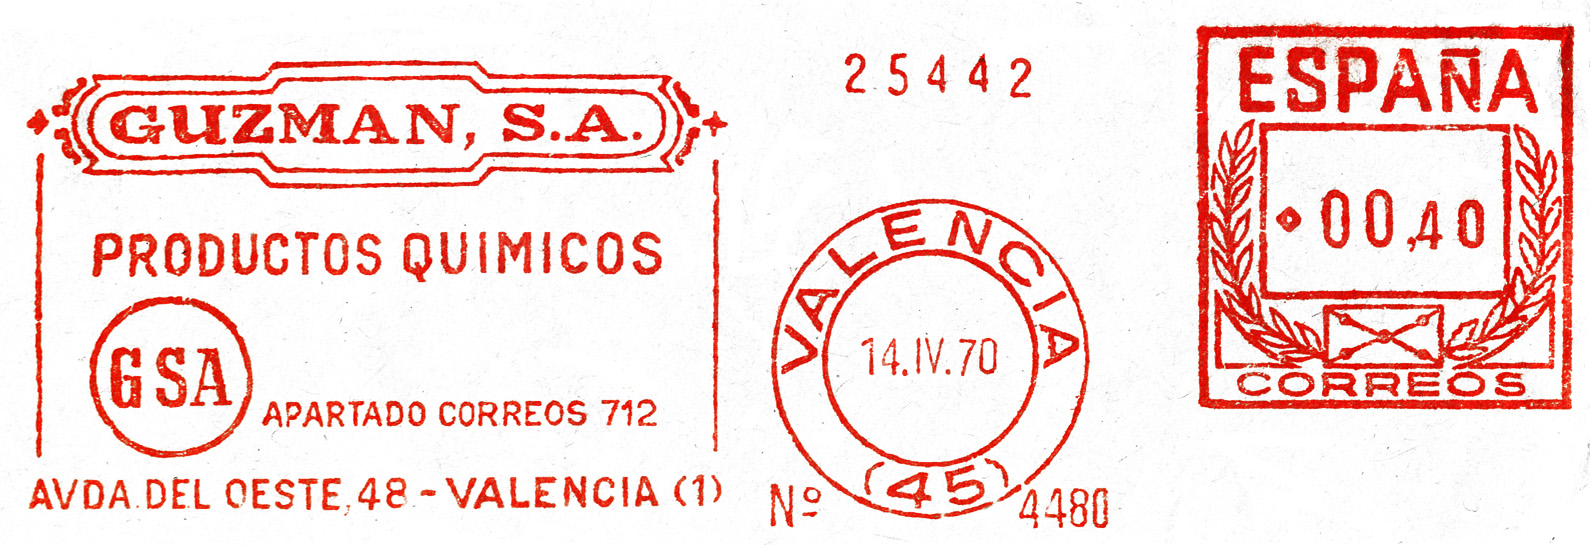 GUZMAN, S.A.
PRODUCTOS QUIMICOS
GSA
APARTADO CORREOS 712
AVDA. DEL OESTE, 48 - VALENCIA (1)
25442
VALENCIA
14.IV.70
(45)
Nº 4480
ESPAÑA
00,40
CORREOS